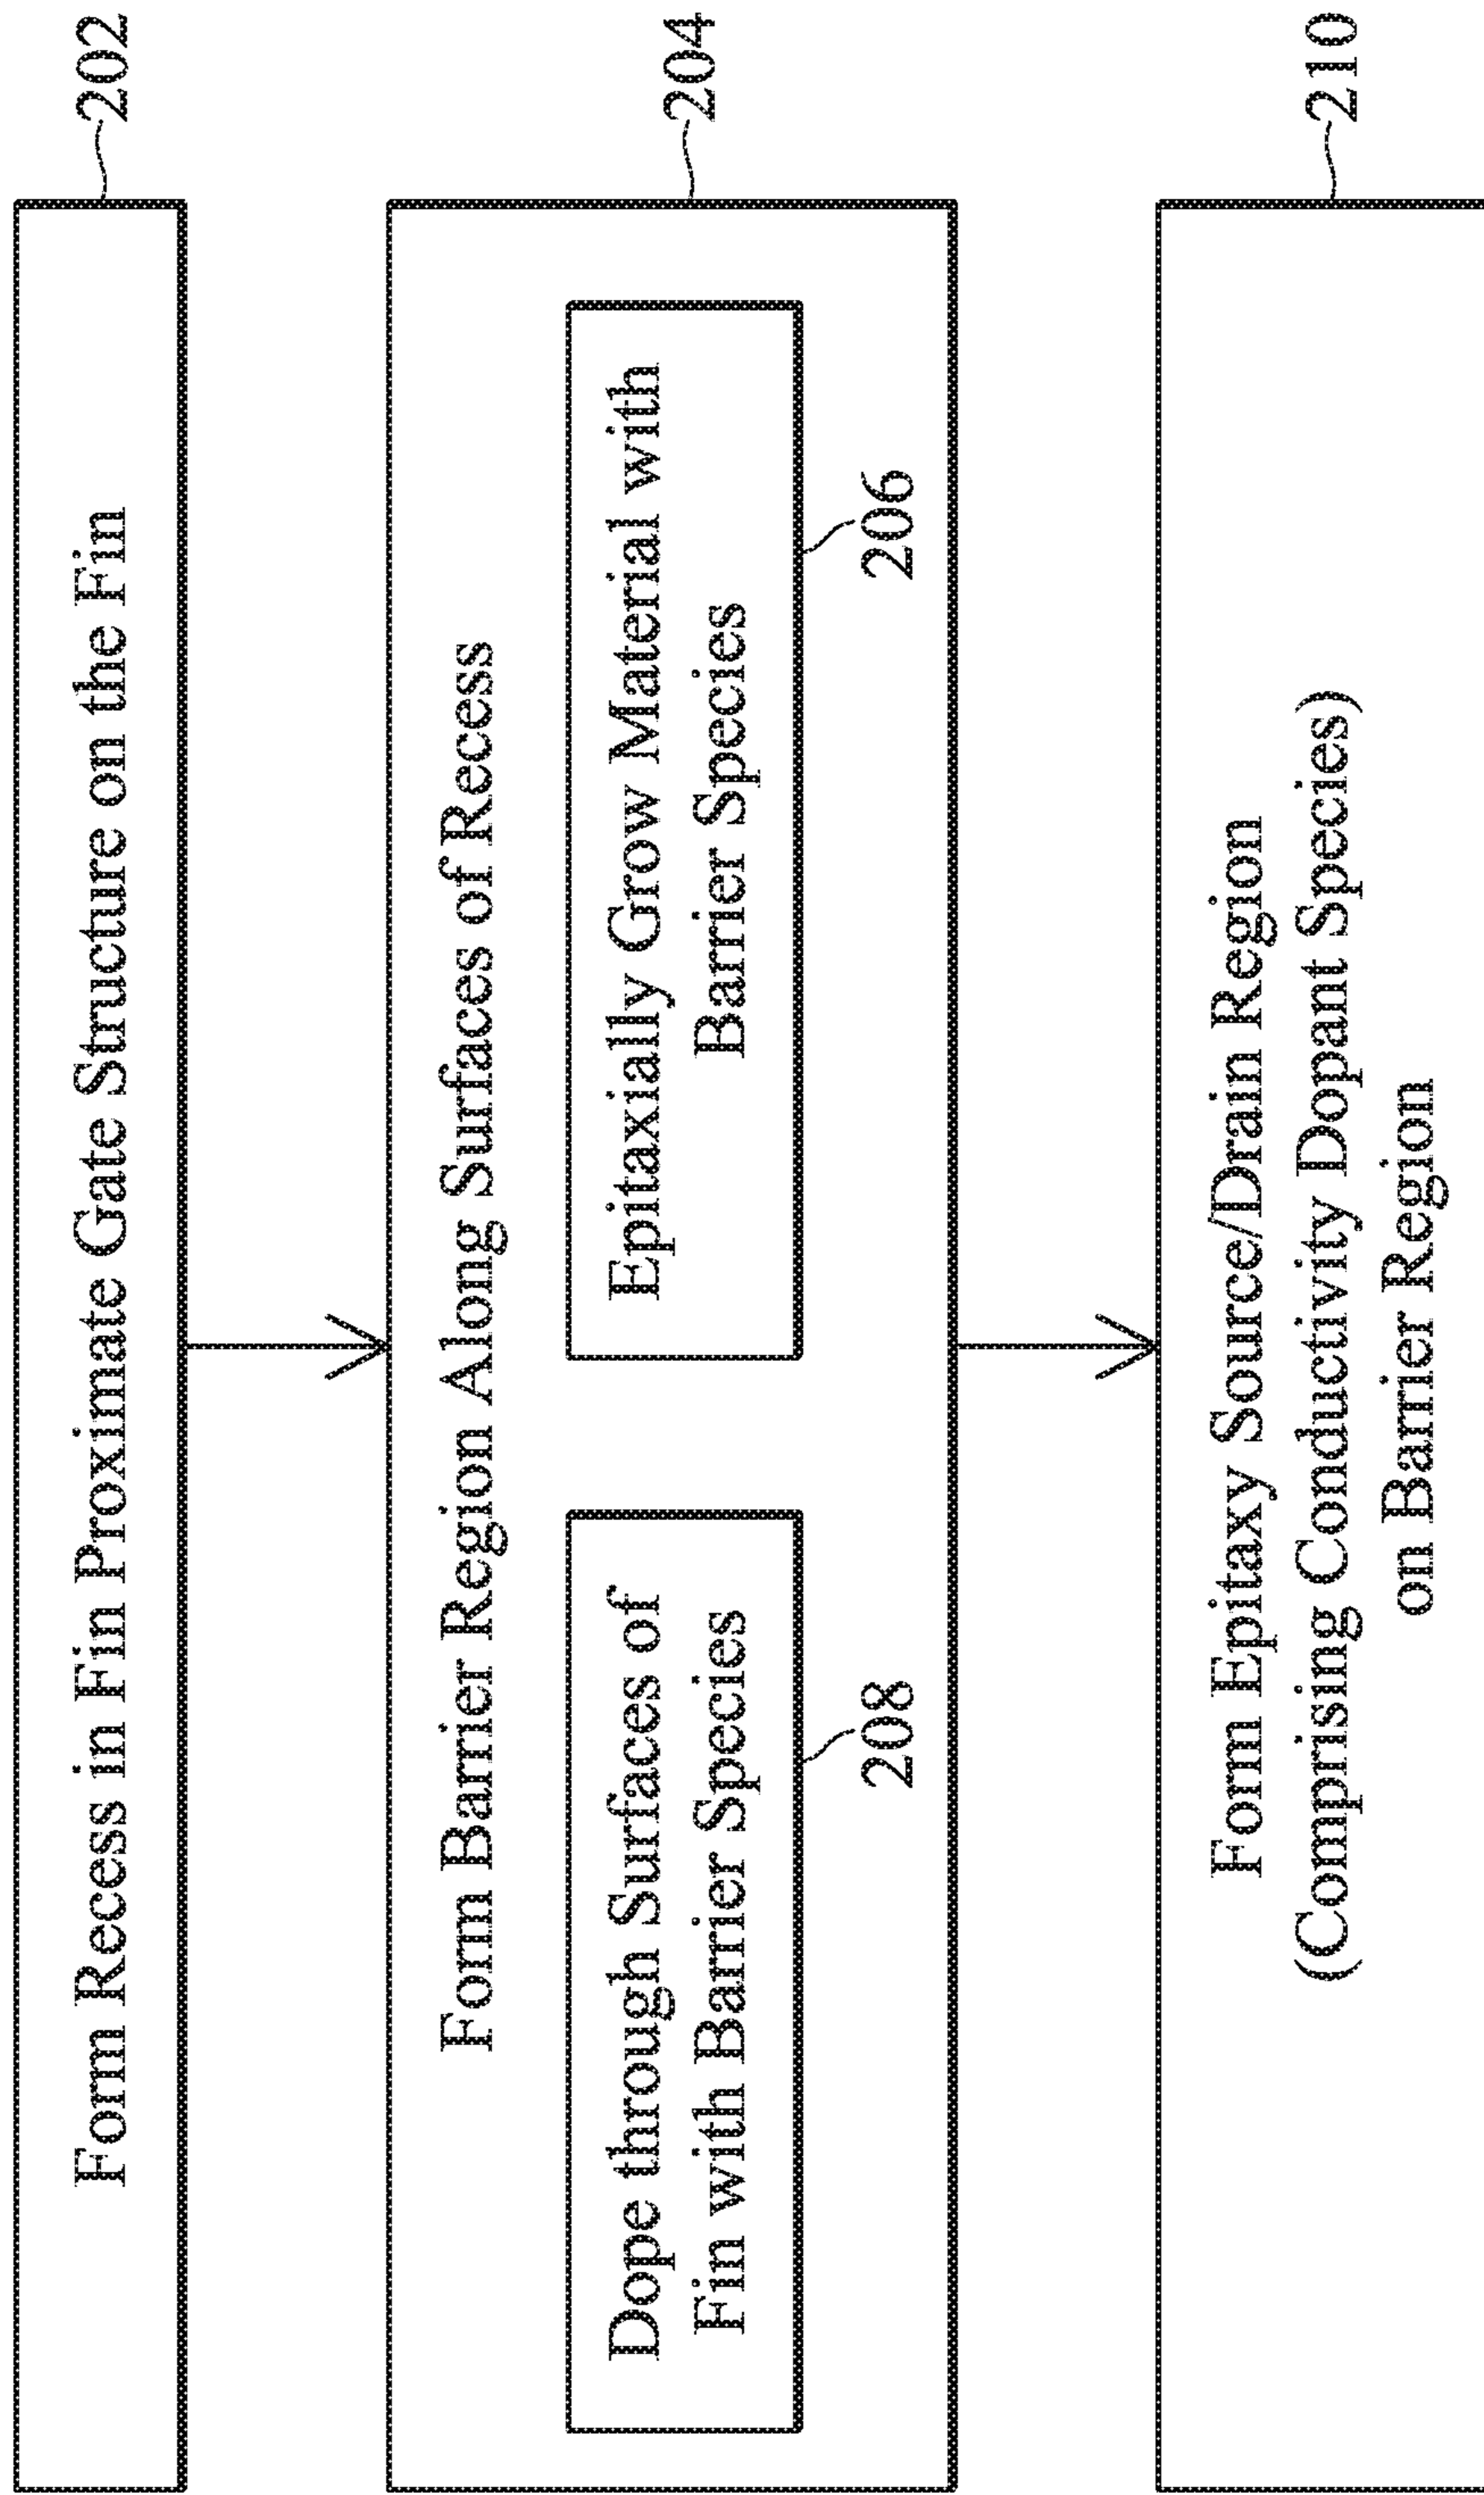 Form Recess in Fin Proximate Gate Structure on the Fin
202
Form Barrier Region Along Surfaces of Recess
204
Dope through Surfaces of
Fin with Barrier Species
208
Epitaxially Grow Material with
Barrier Species
206
Form Epitaxy Source/Drain Region
(Comprising Conductivity Dopant Species)
on Barrier Region
210